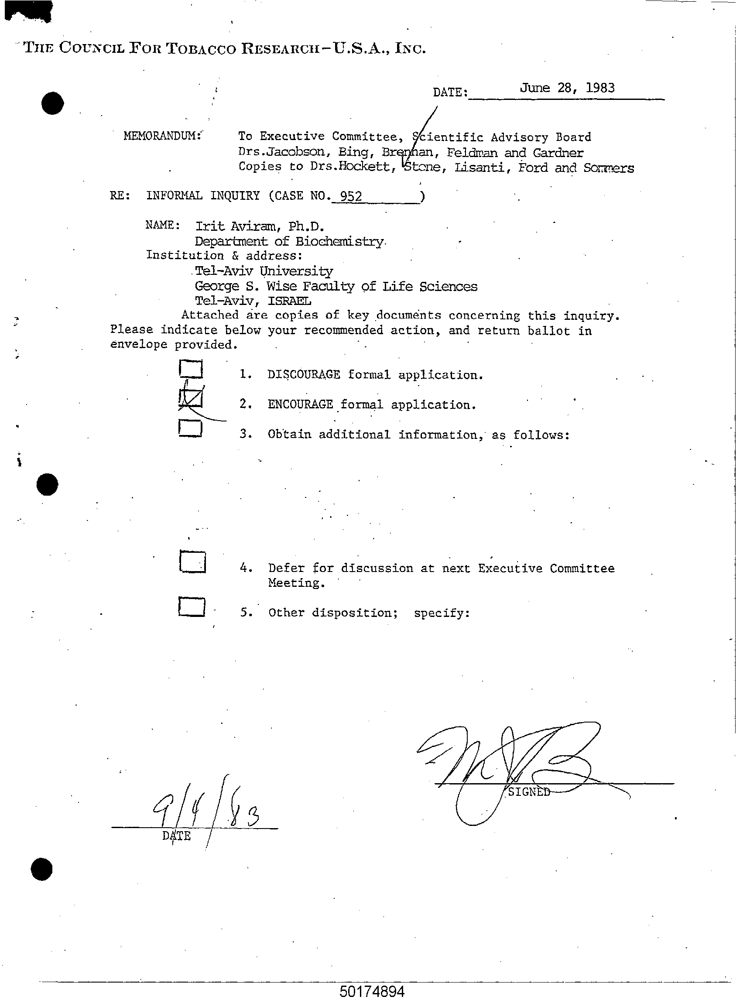 THE COUNCIL FOR TOBACCO RESEARCH-U.S.A., INC.
DATE: June 28, 1983
MEMORANDUM: To Executive Committee, Scientific Advisory Board
Drs.Jacobson, Bing, Brennan, Feldman and Gardner
Copies to Drs.Hockett, Stone, Lisanti, Ford and Sommers
RE: INFORMAL INQUIRY (CASE NO. 952 )
NAME: Irit Aviram, Ph.D.
Department of Biochemistry
Institution & address:
Tel-Aviv University
George S. Wise Faculty of Life Sciences
Tel-Aviv, ISRAEL
Attached are copies of key documents concerning this inquiry.
Please indicate below your recommended action, and return ballot in
envelope provided.
1. DISCOURAGE formal application.
2. ENCOURAGE formal application.
3. Obtain additional information, as follows:
4. Defer for discussion at next Executive Committee
Meeting.
5. Other disposition; specify:
SIGNED
9/4/83
DATE
50174894